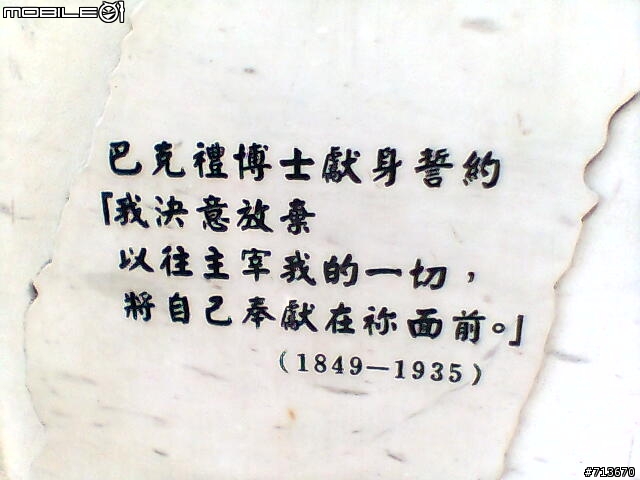 MOBILE01
巴克禮博士獻身誓約
「我決意放棄
以往主宰我的一切，
將自己奉獻在祢面前。」
(1849－1935)
#713670